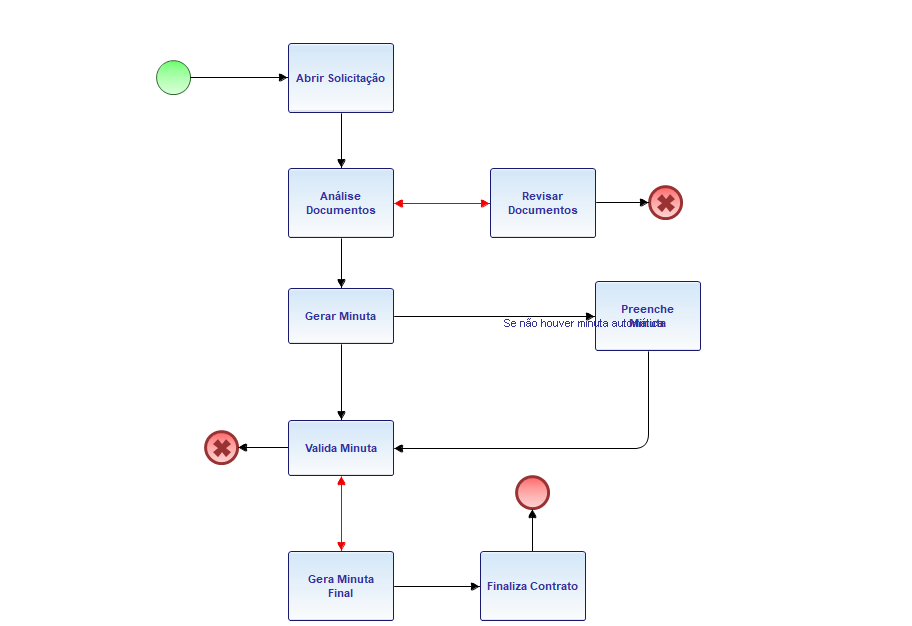 Abrir Solicitação
Análise
Documentos
Revisar
Documentos
Gerar Minuta
Preenche
Minuta
Se não houver minuta automática
Valida Minuta
Gera Minuta
Final
Finaliza Contrato